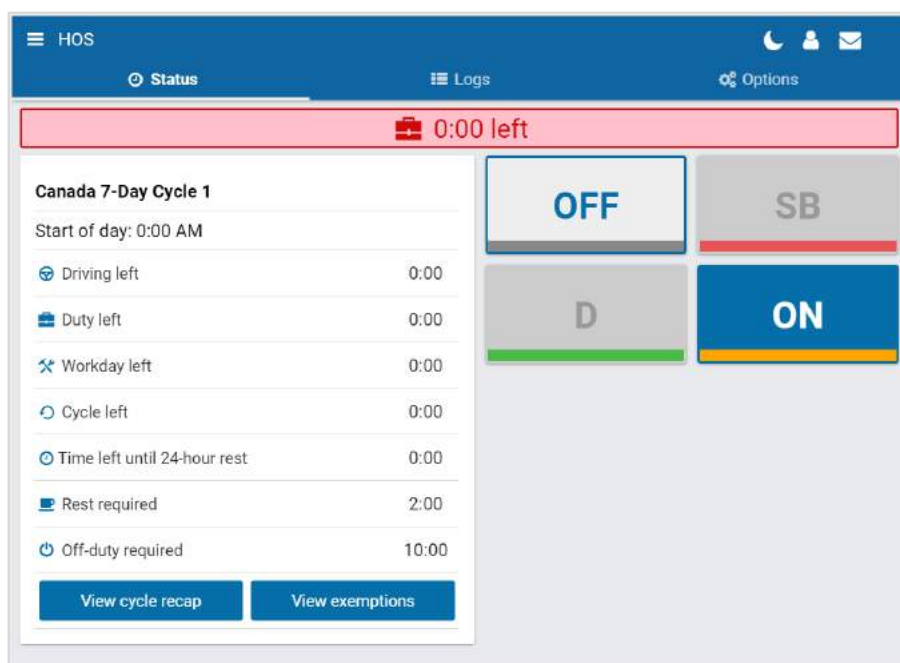 HOS
Status Logs Options
0:00 left
Canada 7-Day Cycle 1
Start of day: 0:00 AM
Driving left 0:00
Duty left 0:00
Workday left 0:00
Cycle left 0:00
Time left until 24-hour rest 0:00
Rest required 2:00
Off-duty required 10:00
View cycle recap View exemptions
OFF SB
D ON